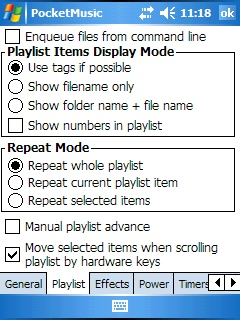 PocketMusic 11:18 ok
Enqueue files from command line
Playlist Items Display Mode
Use tags if possible
Show filename only
Show folder name + file name
Show numbers in playlist
Repeat Mode
Repeat whole playlist
Repeat current playlist item
Repeat selected items
Manual playlist advance
Move selected items when scrolling
playlist by hardware keys
General Playlist Effects Power Timers